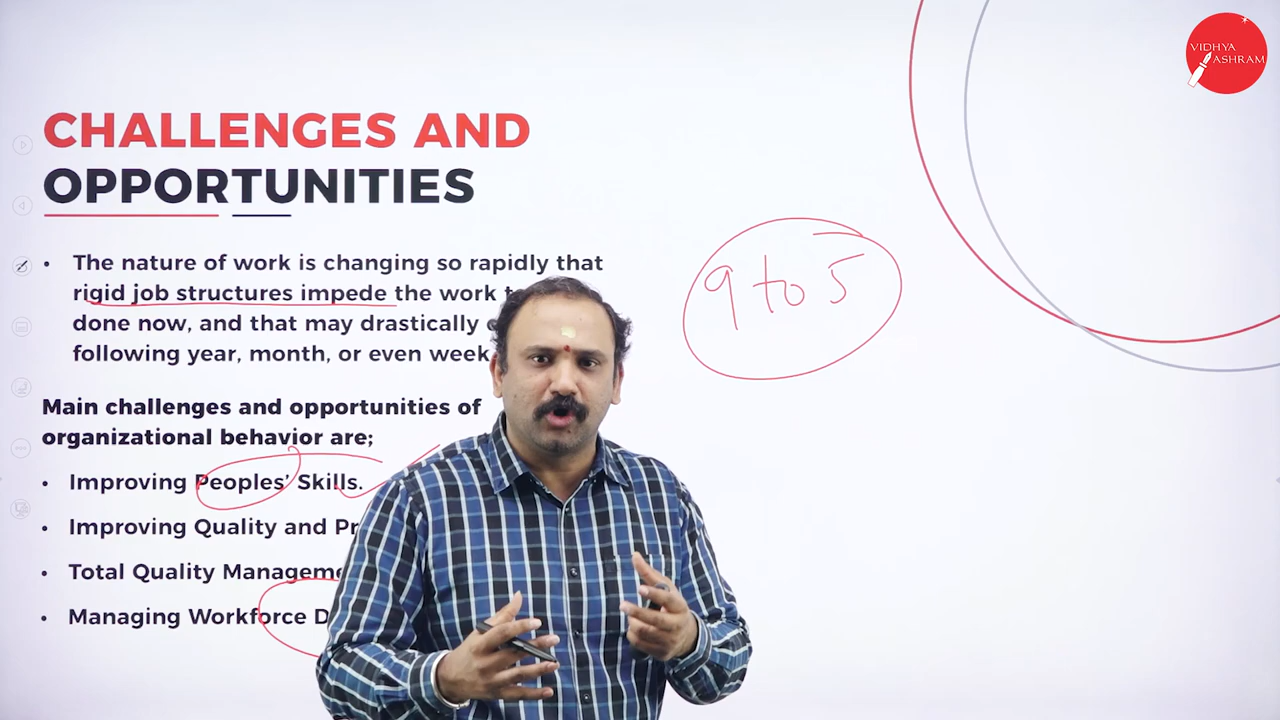 VIDHYA
ASHRAM
CHALLENGES AND
OPPORTUNITIES
• The nature of work is changing so rapidly that
rigid job structures impede the work
done now, and that may drastically
following year, month, or even week
Main challenges and opportunities of
organizational behavior are;
• Improving Peoples' Skills.
• Improving Quality and
• Total Quality
• Managing Workforce
9 to 5